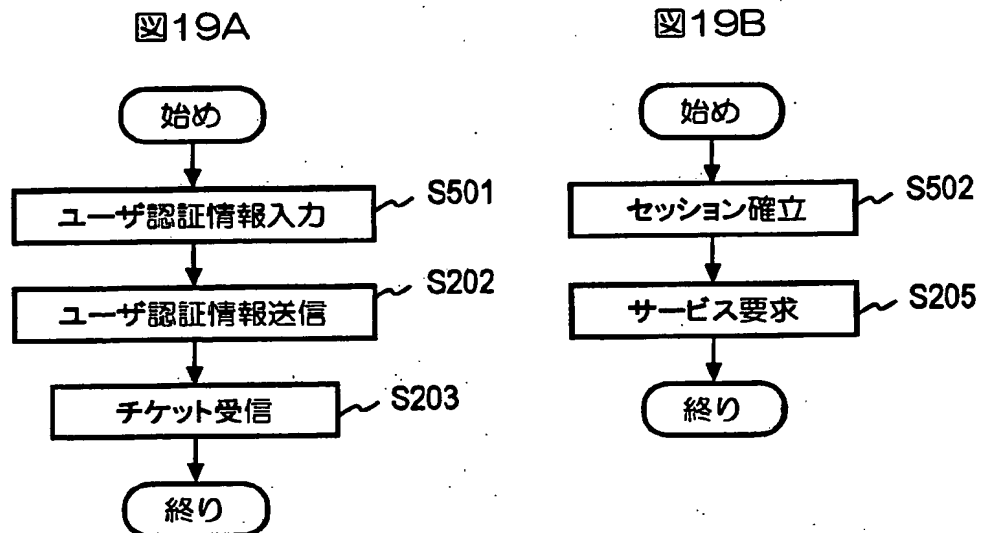 図19A
始め
ユーザ認証情報入力
S501
ユーザ認証情報送信
S202
チケット受信
S203
終り
図19B
始め
セッション確立
S502
サービス要求
S205
終り